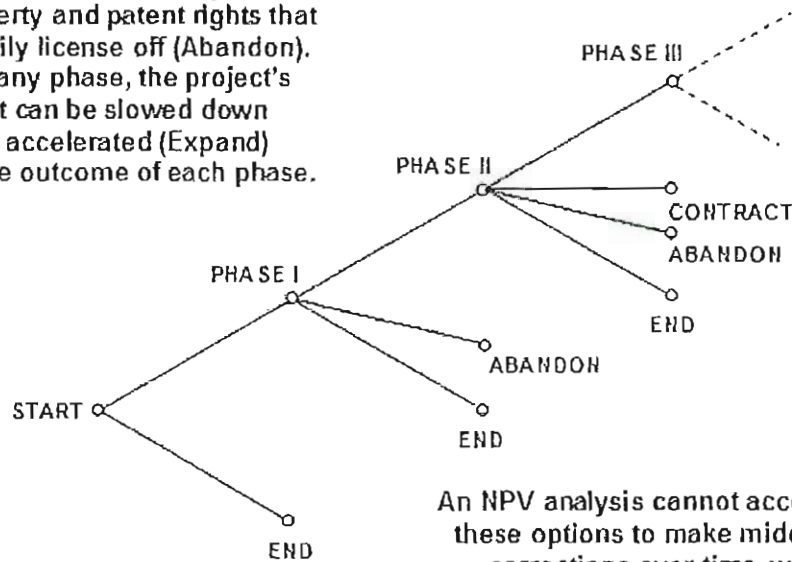 erty and patent rights that
ily license off (Abandon).
any phase, the project's
t can be slowed down
accelerated (Expand)
e outcome of each phase.
PHASE III
PHASE II
CONTRACT
ABANDON
END
PHASE I
ABANDON
END
START
END
An NPV analysis cannot acc
these options to make mid